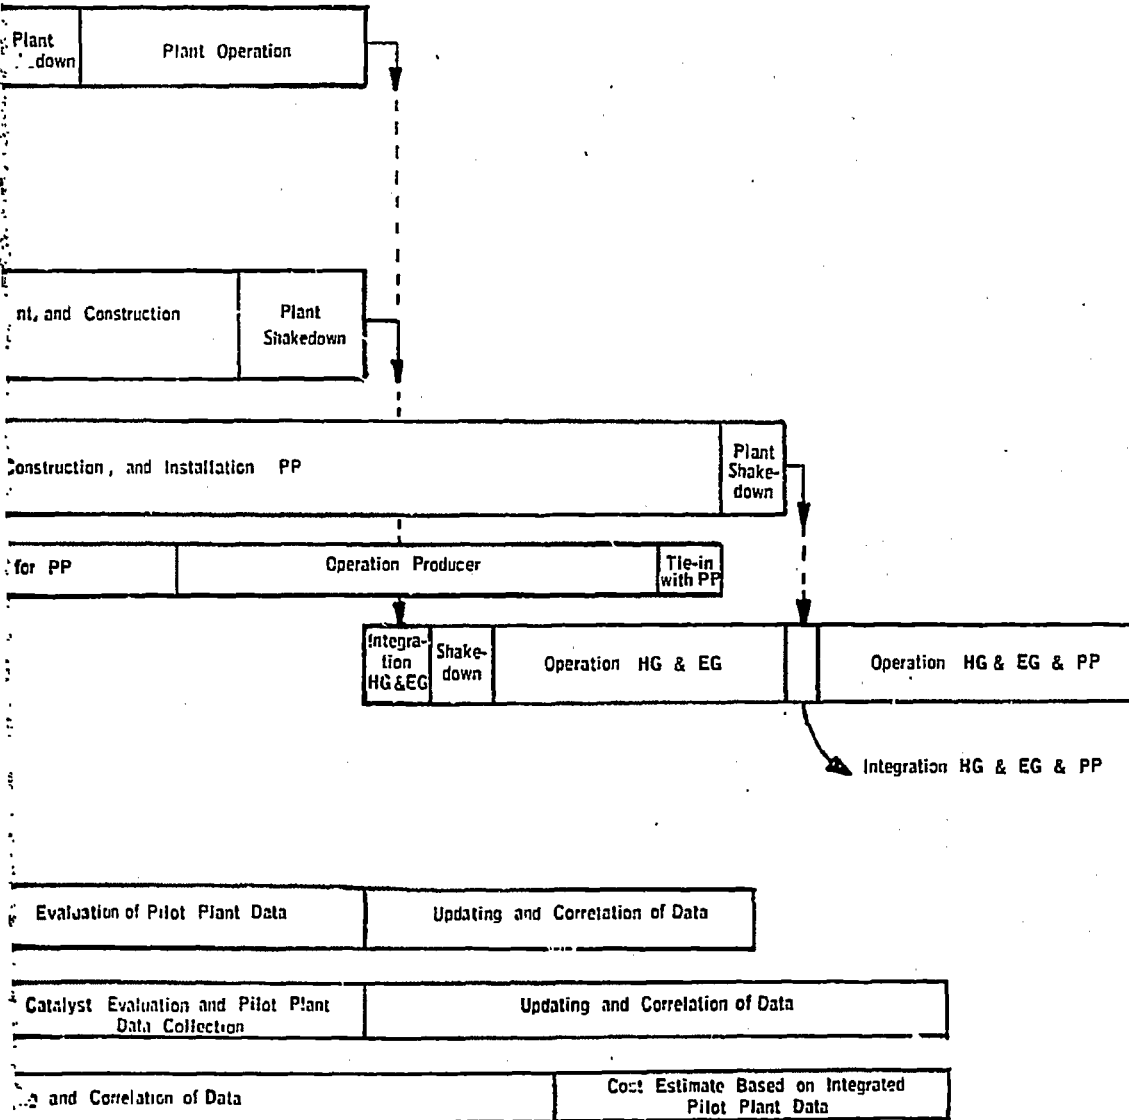 Plant
down
Plant Operation
nt, and Construction
Plant
Shakedown
Construction, and Installation PP
Plant
Shake-
down
for PP
Operation Producer
Tie-in
with PP
Integra-
tion
HG & EG
Shake-
down
Operation HG & EG
Operation HG & EG & PP
Integration HG & EG & PP
Evaluation of Pilot Plant Data
Updating and Correlation of Data
Catalyst Evaluation and Pilot Plant
Data Collection
Updating and Correlation of Data
and Correlation of Data
Cost Estimate Based on Integrated
Pilot Plant Data